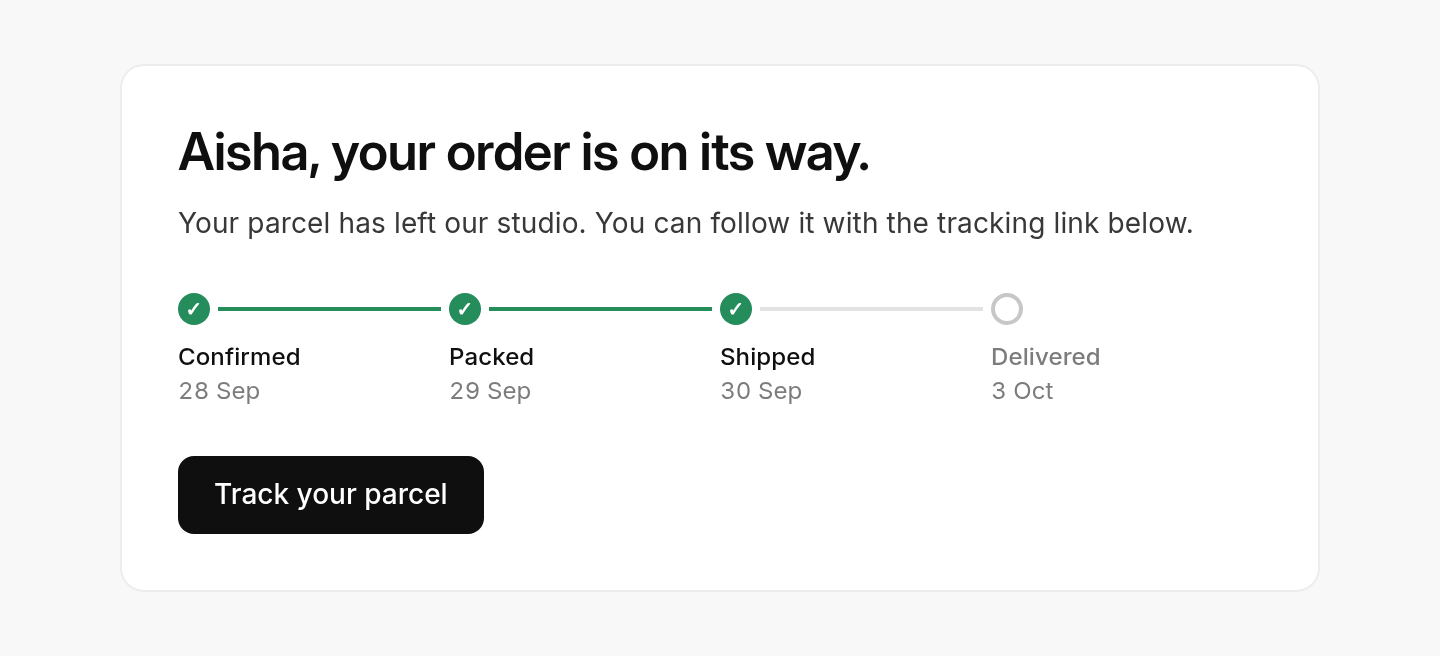 Aisha, your order is on its way.
Your parcel has left our studio. You can follow it with the tracking link below.
Confirmed
28 Sep
Packed
29 Sep
Shipped
30 Sep
Delivered
3 Oct
Track your parcel